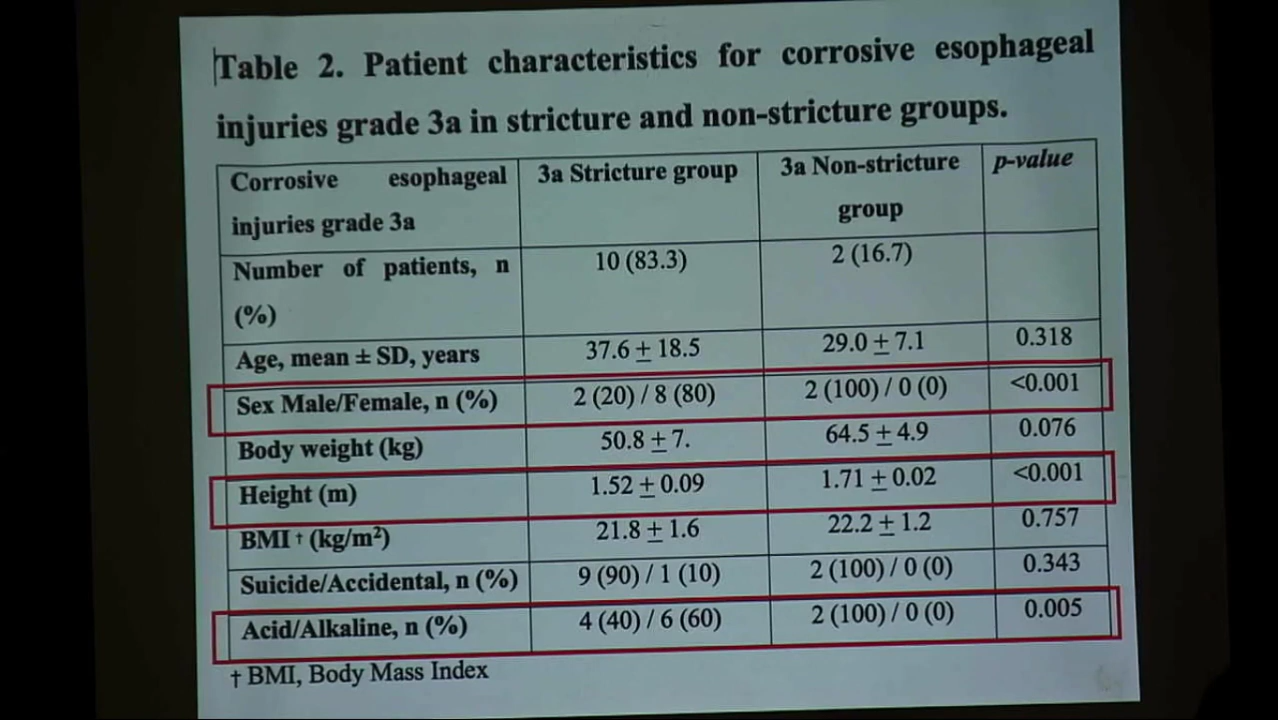 Table 2. Patient characteristics for corrosive esophageal
injuries grade 3a in stricture and non-stricture groups.
Corrosive esophageal injuries grade 3a | 3a Stricture group | 3a Non-stricture group | p-value
Number of patients, n (%) | 10 (83.3) | 2 (16.7)
Age, mean ± SD, years | 37.6 ± 18.5 | 29.0 ± 7.1 | 0.318
Sex Male/Female, n (%) | 2 (20) / 8 (80) | 2 (100) / 0 (0) | <0.001
Body weight (kg) | 50.8 ± 7. | 64.5 ± 4.9 | 0.076
Height (m) | 1.52 ± 0.09 | 1.71 ± 0.02 | <0.001
BMI † (kg/m²) | 21.8 ± 1.6 | 22.2 ± 1.2 | 0.757
Suicide/Accidental, n (%) | 9 (90) / 1 (10) | 2 (100) / 0 (0) | 0.343
Acid/Alkaline, n (%) | 4 (40) / 6 (60) | 2 (100) / 0 (0) | 0.005
† BMI, Body Mass Index